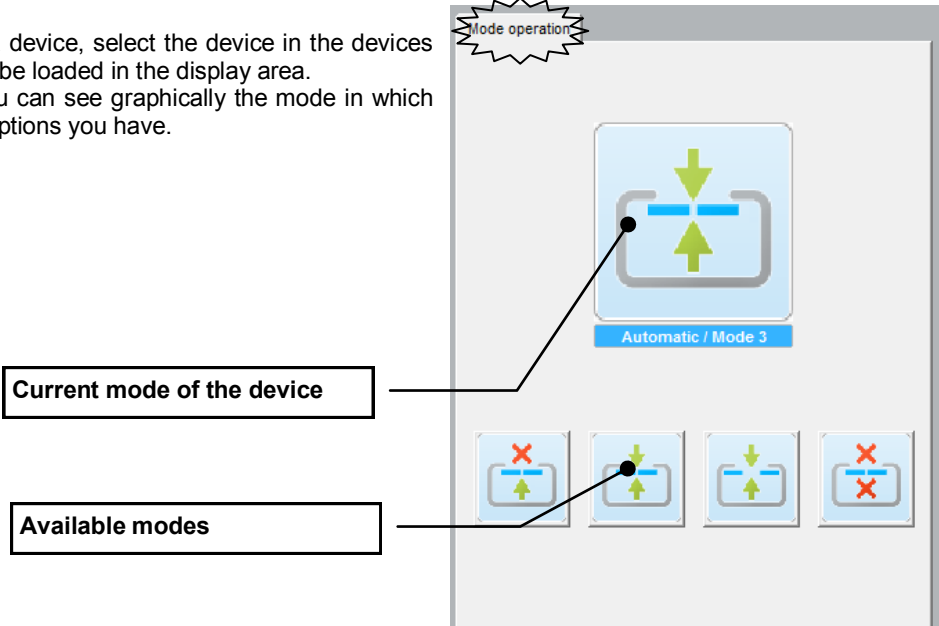 device, select the device in the devices
be loaded in the display area.
u can see graphically the mode in which
ptions you have.
Mode operation
Automatic / Mode 3
Current mode of the device
Available modes